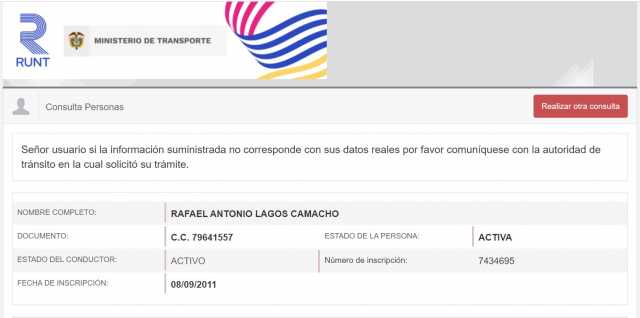 RUNT
MINISTERIO DE TRANSPORTE
Consulta Personas
Realizar otra consulta
Señor usuario si la información suministrada no corresponde con sus datos reales por favor comuníquese con la autoridad de
tránsito en la cual solicitó su trámite.
NOMBRE COMPLETO: RAFAEL ANTONIO LAGOS CAMACHO
DOCUMENTO: C.C. 79641557 ESTADO DE LA PERSONA: ACTIVA
ESTADO DEL CONDUCTOR: ACTIVO Número de inscripción: 7434695
FECHA DE INSCRIPCIÓN: 08/09/2011